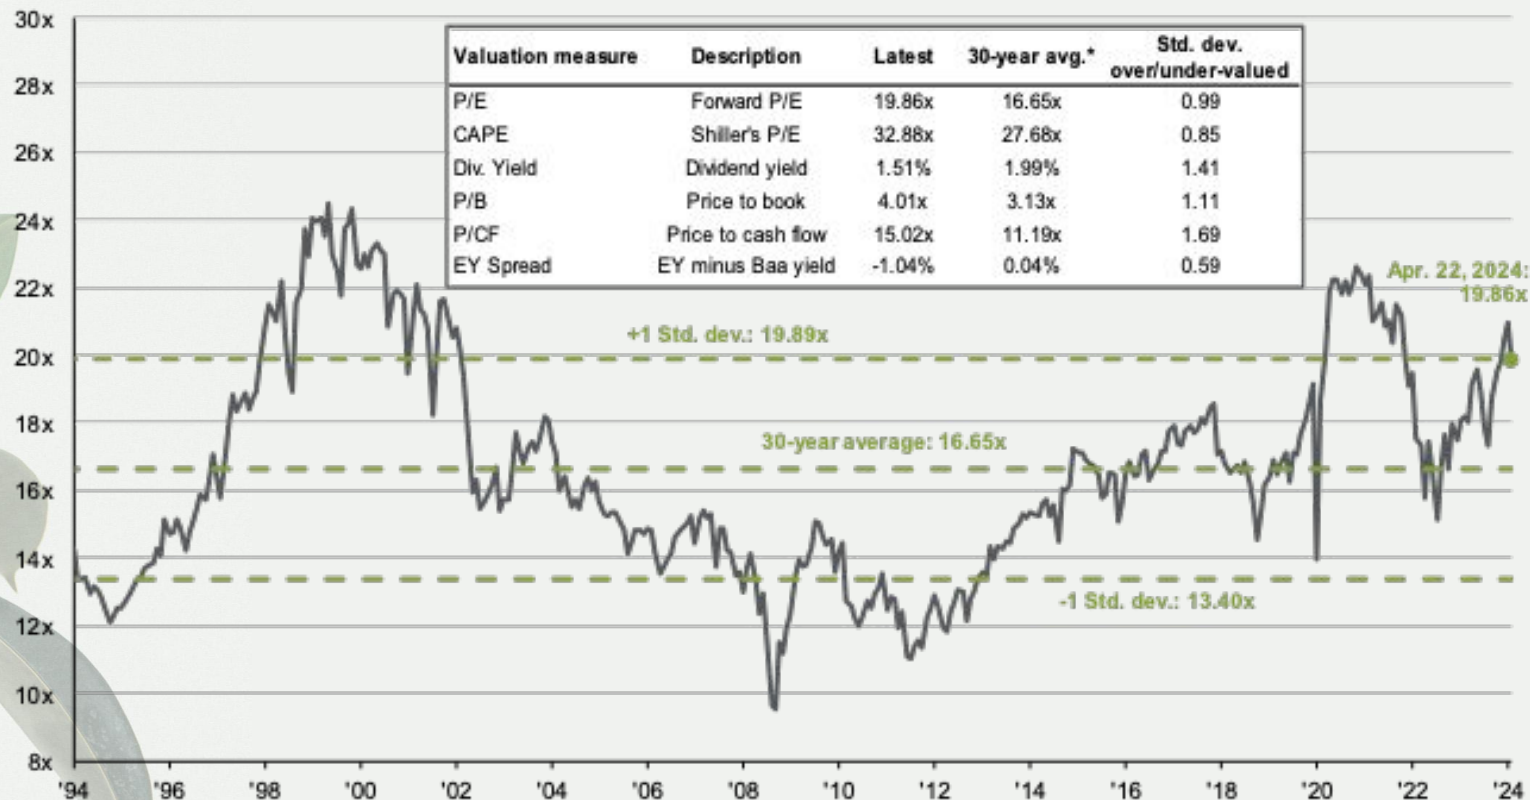 30x
28x
26x
24x
22x
20x
18x
16x
14x
12x
10x
8x
Valuation measure Description Latest 30-year avg.* Std. dev. over/under-valued
P/E Forward P/E 19.86x 16.65x 0.99
CAPE Shiller's P/E 32.88x 27.68x 0.85
Div. Yield Dividend yield 1.51% 1.99% 1.41
P/B Price to book 4.01x 3.13x 1.11
P/CF Price to cash flow 15.02x 11.19x 1.69
EY Spread EY minus Baa yield -1.04% 0.04% 0.59
Apr. 22, 2024:
19.86x
+1 Std. dev.: 19.89x
30-year average: 16.65x
-1 Std. dev.: 13.40x
'94 '96 '98 '00 '02 '04 '06 '08 '10 '12 '14 '16 '18 '20 '22 '24